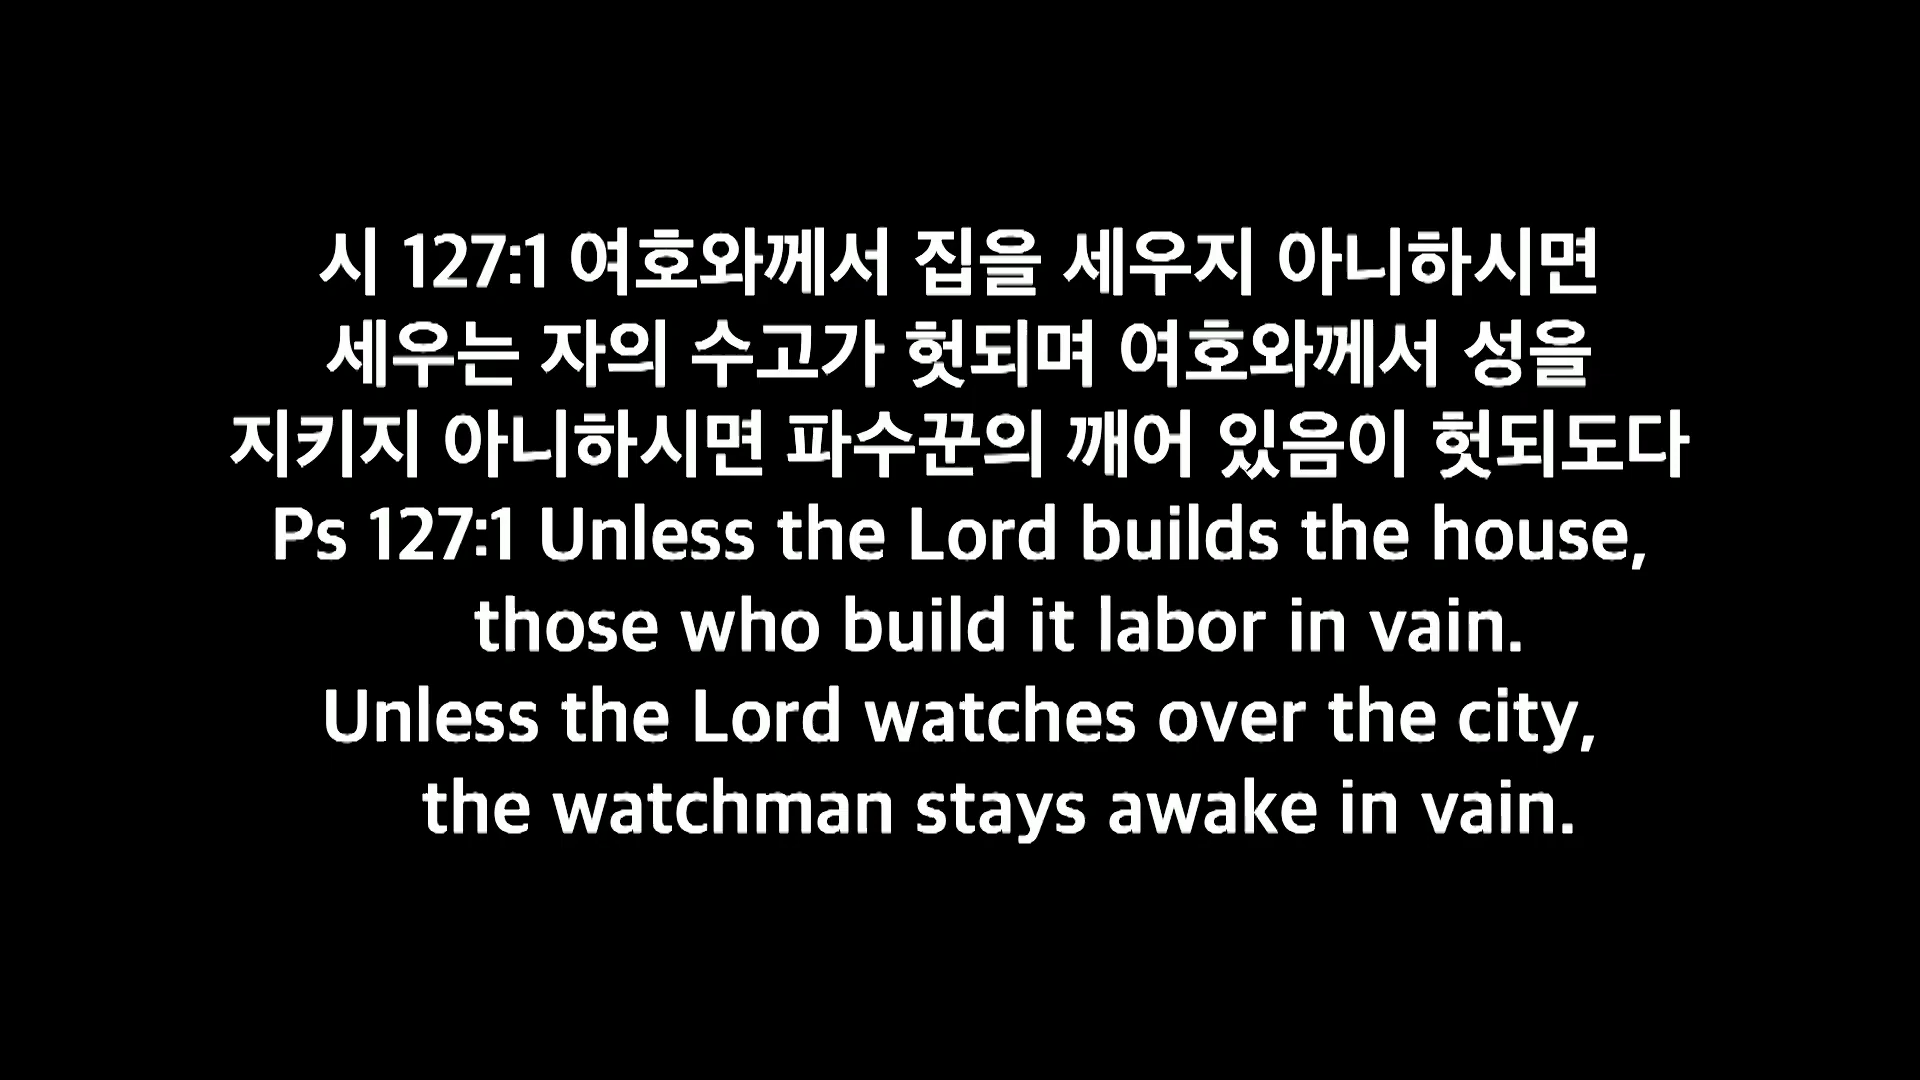 시 127:1 여호와께서 집을 세우지 아니하시면
세우는 자의 수고가 헛되며 여호와께서 성을
지키지 아니하시면 파수꾼의 깨어 있음이 헛되도다
Ps 127:1 Unless the Lord builds the house,
those who build it labor in vain.
Unless the Lord watches over the city,
the watchman stays awake in vain.